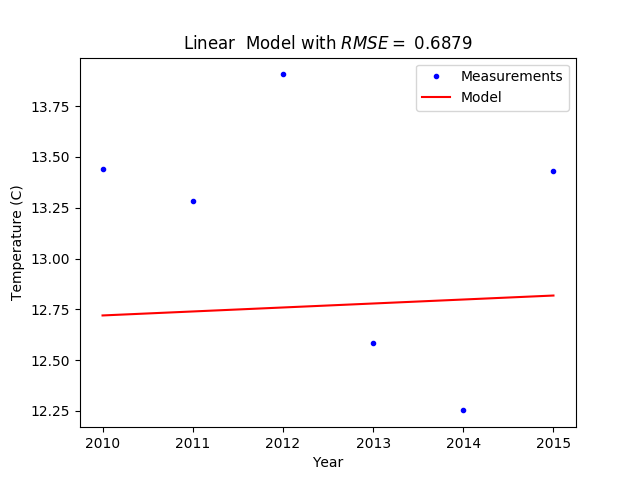 Linear  Model with RMSE = 0.6879
Measurements
Model
Temperature (C)
13.75
13.50
13.25
13.00
12.75
12.50
12.25
2010 2011 2012 2013 2014 2015
Year